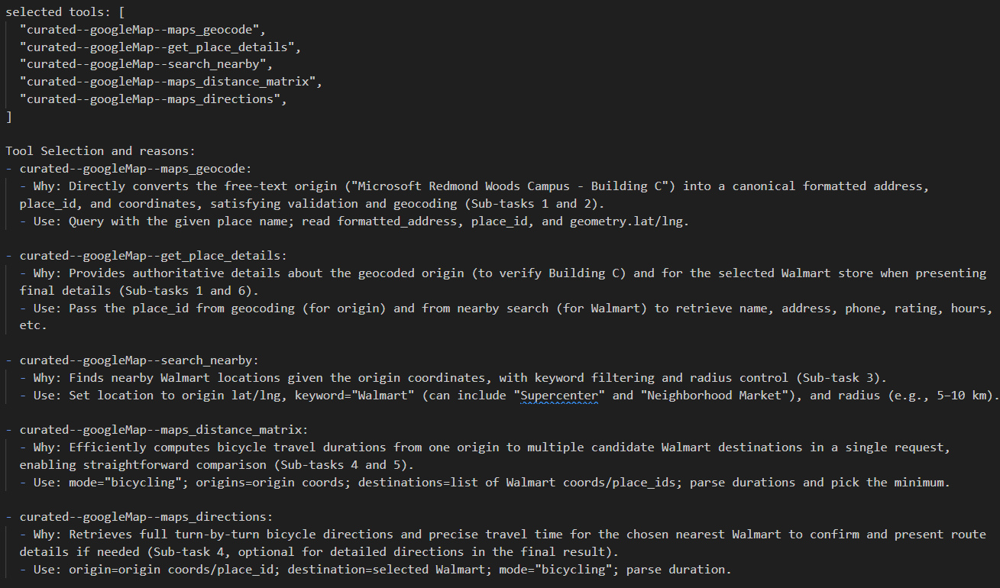 selected tools: [
"curated--googleMap--maps_geocode",
"curated--googleMap--get_place_details",
"curated--googleMap--search_nearby",
"curated--googleMap--maps_distance_matrix",
"curated--googleMap--maps_directions",
]
Tool Selection and reasons:
- curated--googleMap--maps_geocode:
- Why: Directly converts the free-text origin ("Microsoft Redmond Woods Campus - Building C") into a canonical formatted address,
place_id, and coordinates, satisfying validation and geocoding (Sub-tasks 1 and 2).
- Use: Query with the given place name; read formatted_address, place_id, and geometry.lat/lng.
- curated--googleMap--get_place_details:
- Why: Provides authoritative details about the geocoded origin (to verify Building C) and for the selected Walmart store when presenting
final details (Sub-tasks 1 and 6).
- Use: Pass the place_id from geocoding (for origin) and from nearby search (for Walmart) to retrieve name, address, phone, rating, hours,
etc.
- curated--googleMap--search_nearby:
- Why: Finds nearby Walmart locations given the origin coordinates, with keyword filtering and radius control (Sub-task 3).
- Use: Set location to origin lat/lng, keyword="Walmart" (can include "Supercenter" and "Neighborhood Market"), and radius (e.g., 5–10 km).
- curated--googleMap--maps_distance_matrix:
- Why: Efficiently computes bicycle travel durations from one origin to multiple candidate Walmart destinations in a single request,
enabling straightforward comparison (Sub-tasks 4 and 5).
- Use: mode="bicycling"; origins=origin coords; destinations=list of Walmart coords/place_ids; parse durations and pick the minimum.
- curated--googleMap--maps_directions:
- Why: Retrieves full turn-by-turn bicycle directions and precise travel time for the chosen nearest Walmart to confirm and present route
details if needed (Sub-task 4, optional for detailed directions in the final result).
- Use: origin=origin coords/place_id; destination=selected Walmart; mode="bicycling"; parse duration.